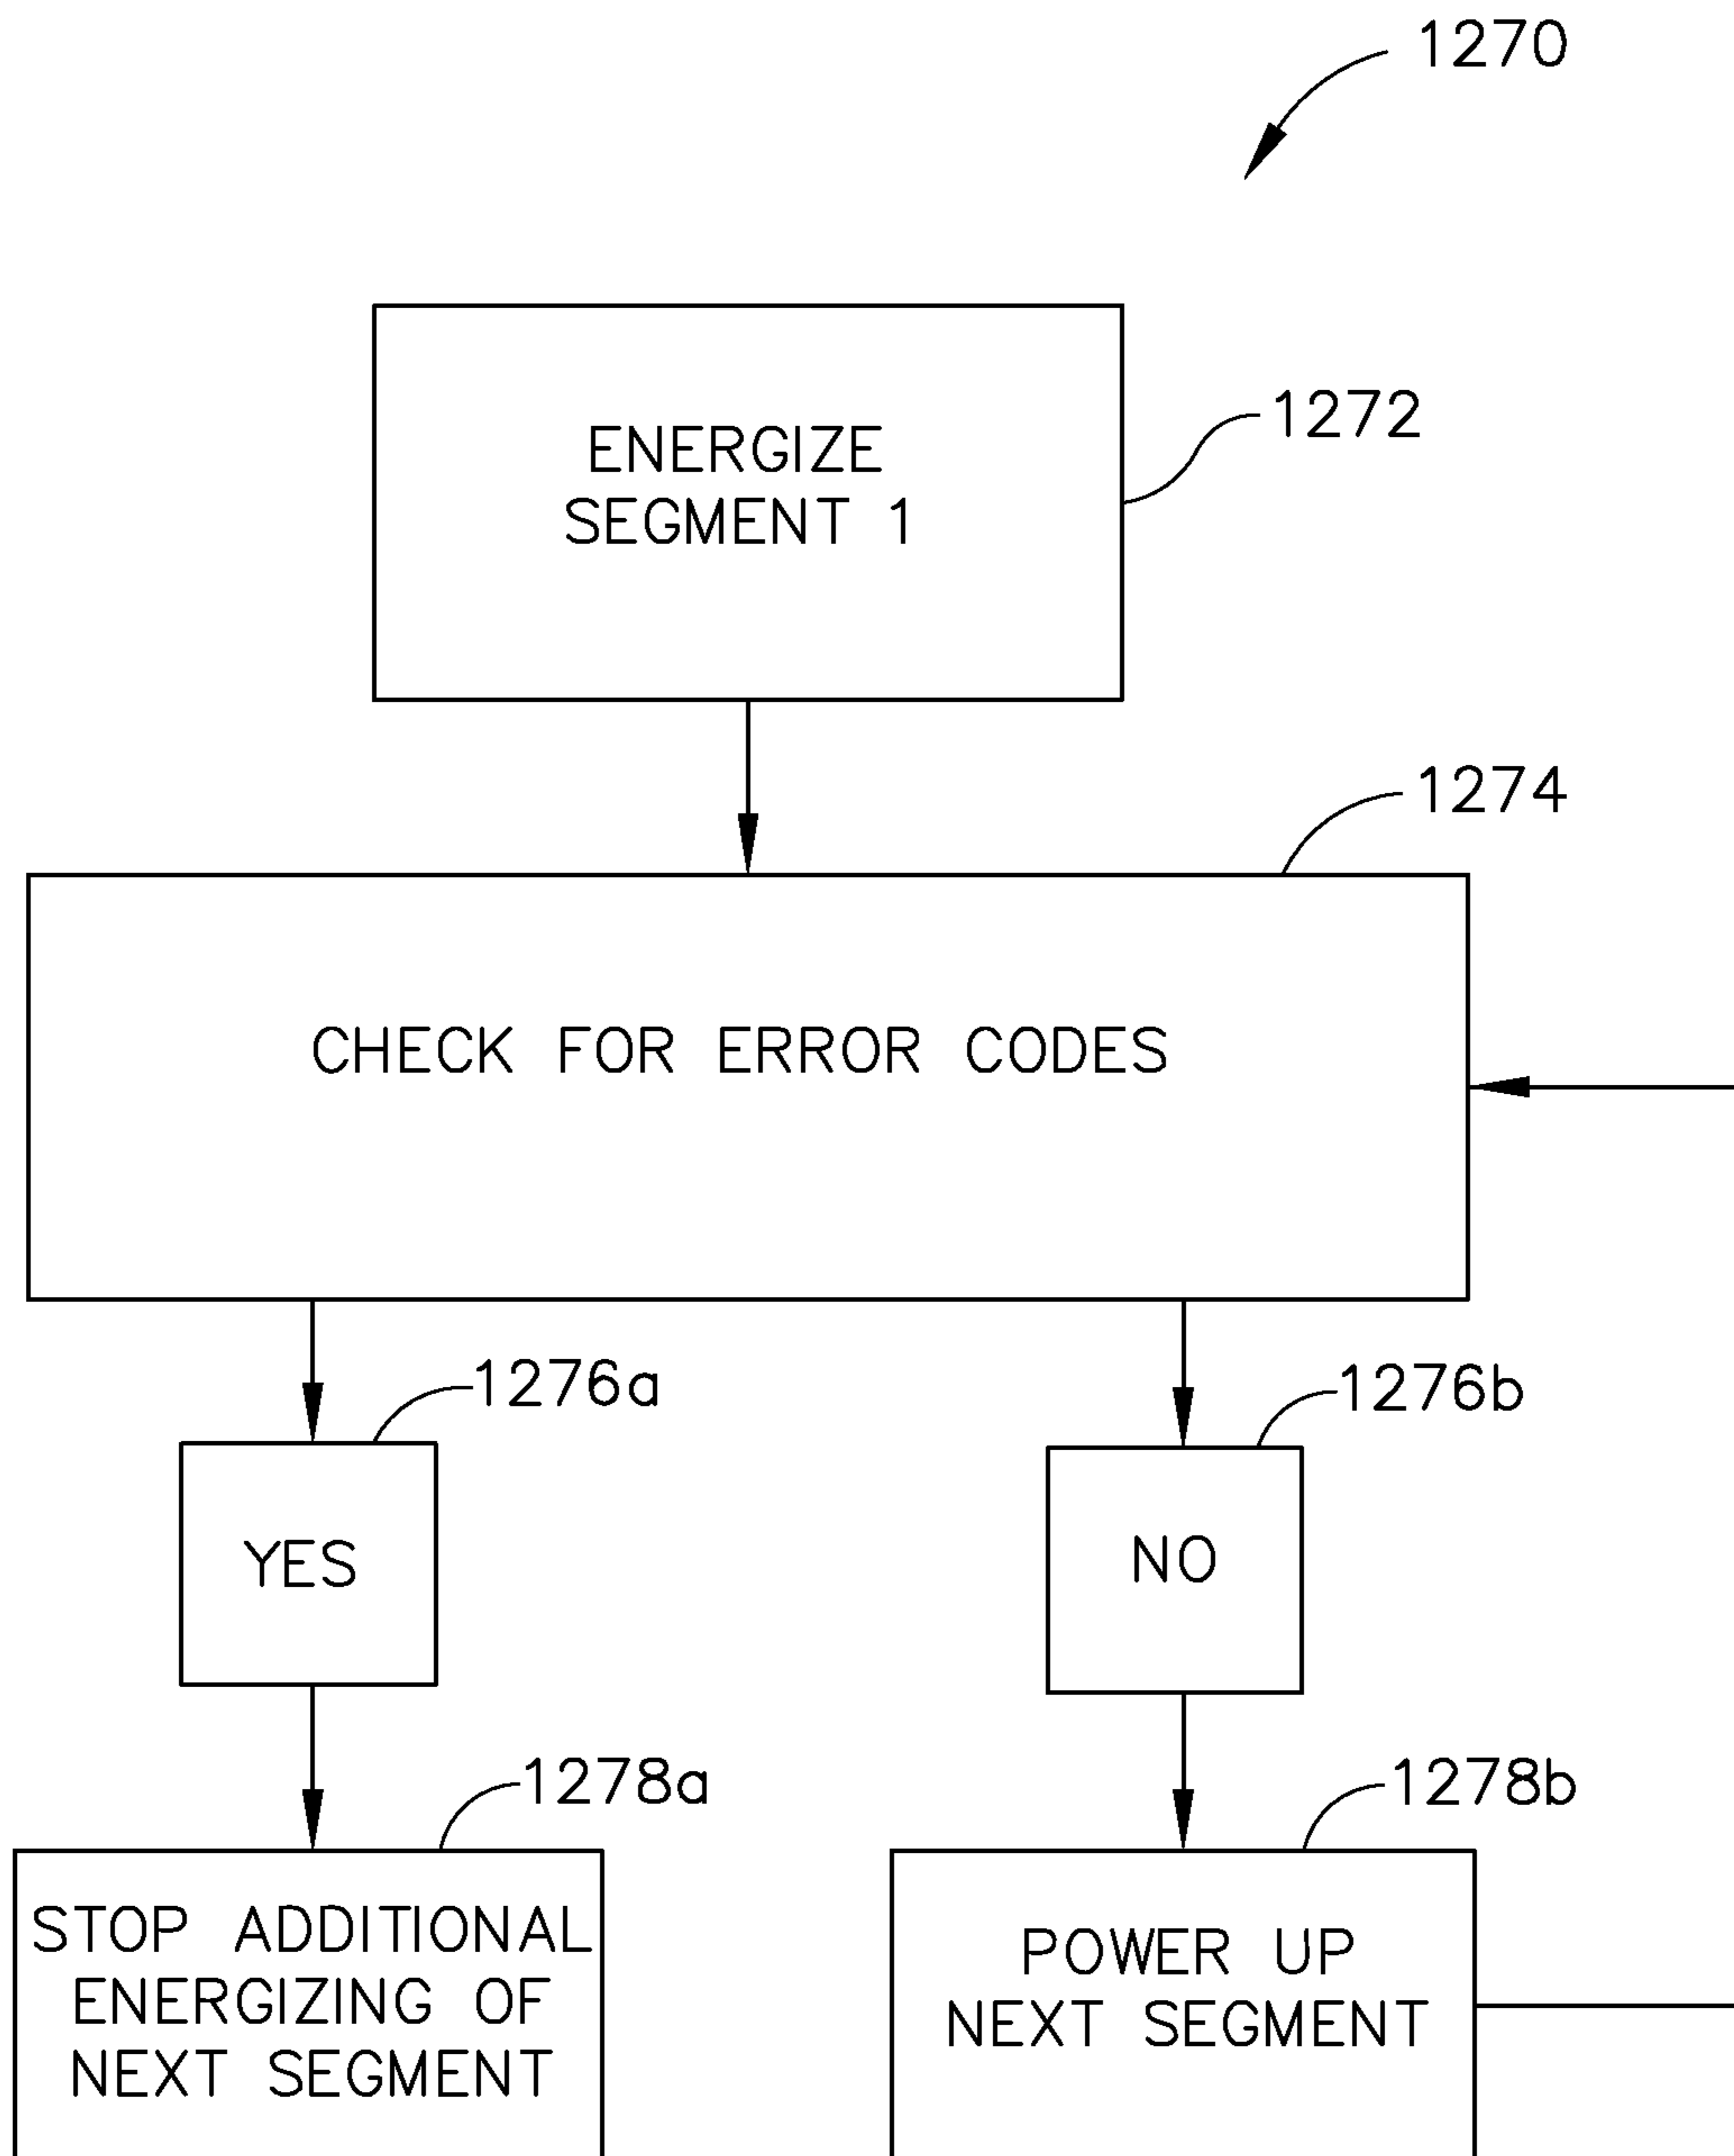 1270
ENERGIZE
SEGMENT 1
1272
1274
CHECK FOR ERROR CODES
1276a
1276b
YES
NO
1278a
1278b
STOP ADDITIONAL
ENERGIZING OF
NEXT SEGMENT
POWER UP
NEXT SEGMENT